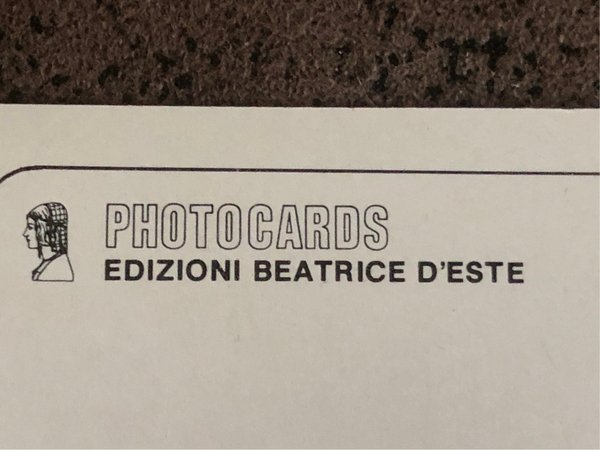 PHOTOCARDS
EDIZIONI BEATRICE D'ESTE